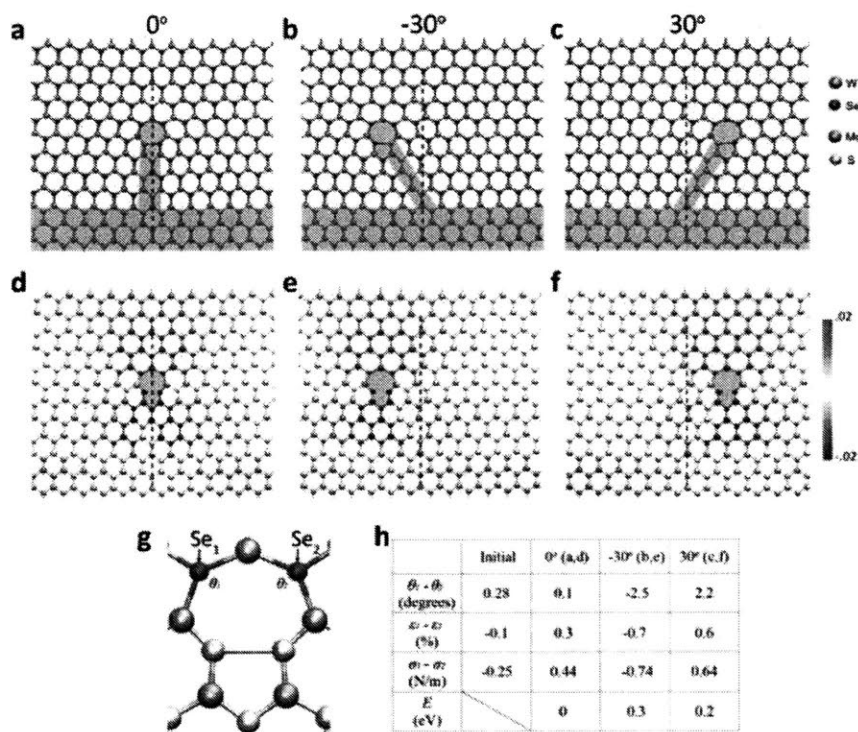 0° -30° 30°
a b c
W
Se
Mo
S
d e f
.02
-.02
g Se1 Se2
θ1 θ2
h
Initial 0° (a,d) -30° (b,e) 30° (c,f)
θ1 - θ2 (degrees) 0.28 0.1 -2.5 2.2
ε1 - ε2 (%) -0.1 0.3 -0.7 0.6
σ1 - σ2 (N/m) -0.25 0.44 -0.74 0.64
E (eV) 0 0.3 0.2